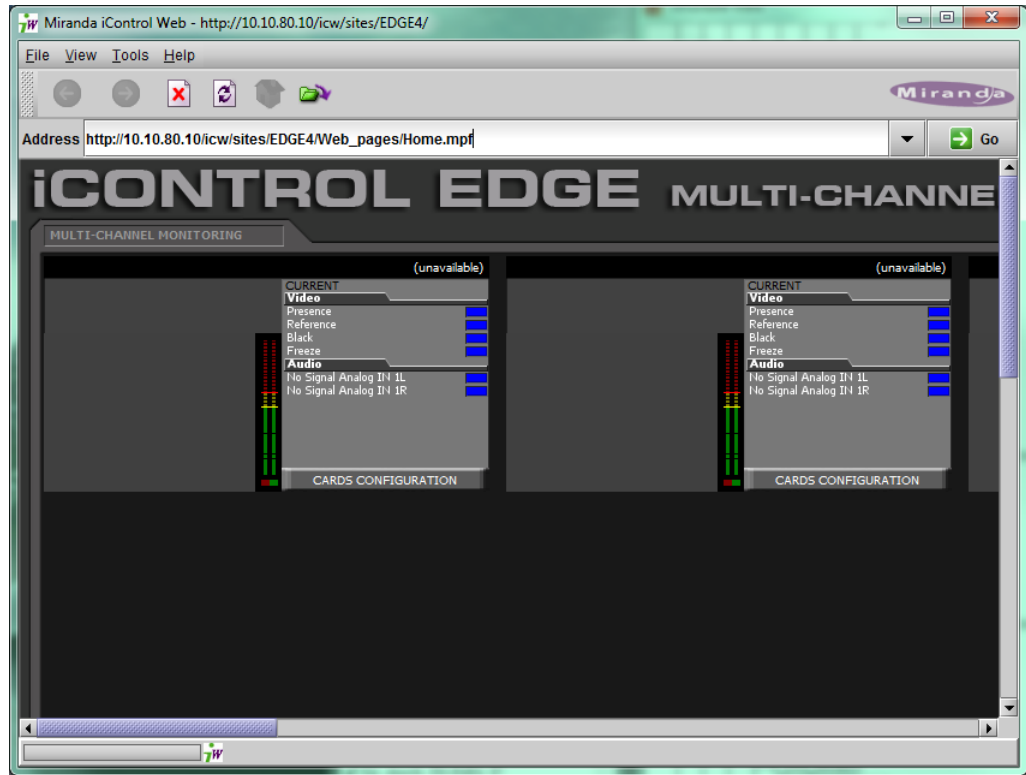 Miranda iControl Web - http://10.10.80.10/icw/sites/EDGE4/
File View Tools Help
Miranda
Address http://10.10.80.10/icw/sites/EDGE4/Web_pages/Home.mpf Go
iCONTROL EDGE MULTI-CHANNE
MULTI-CHANNEL MONITORING
(unavailable)
CURRENT
Video
Presence
Reference
Black
Freeze
Audio
No Signal Analog IN 1L
No Signal Analog IN 1R
CARDS CONFIGURATION
(unavailable)
CURRENT
Video
Presence
Reference
Black
Freeze
Audio
No Signal Analog IN 1L
No Signal Analog IN 1R
CARDS CONFIGURATION